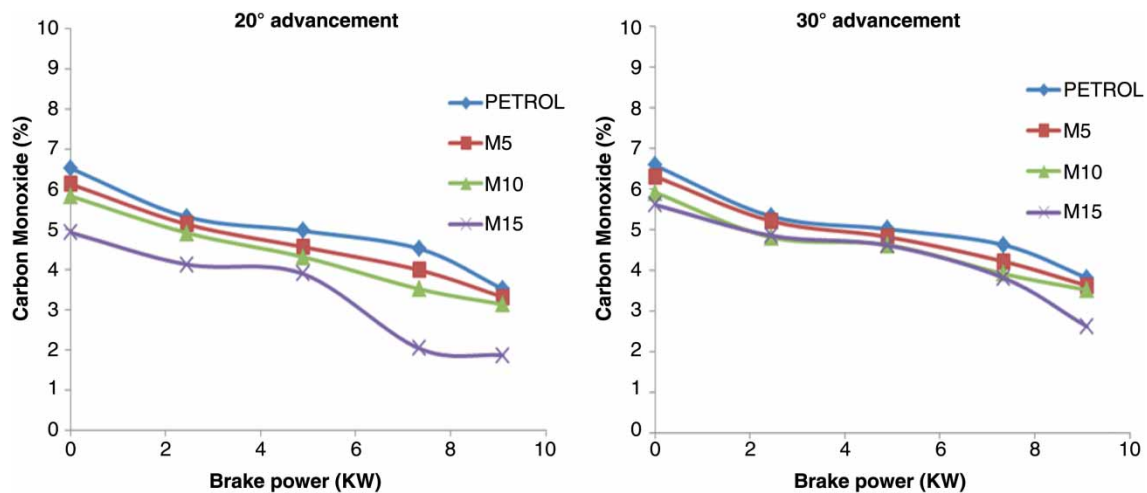 20° advancement
Carbon Monoxide (%)
10
9
8
7
6
5
4
3
2
1
0
0 2 4 6 8 10
Brake power (KW)
PETROL
M5
M10
M15
30° advancement
Carbon Monoxide (%)
10
9
8
7
6
5
4
3
2
1
0
0 2 4 6 8 10
Brake power (KW)
PETROL
M5
M10
M15